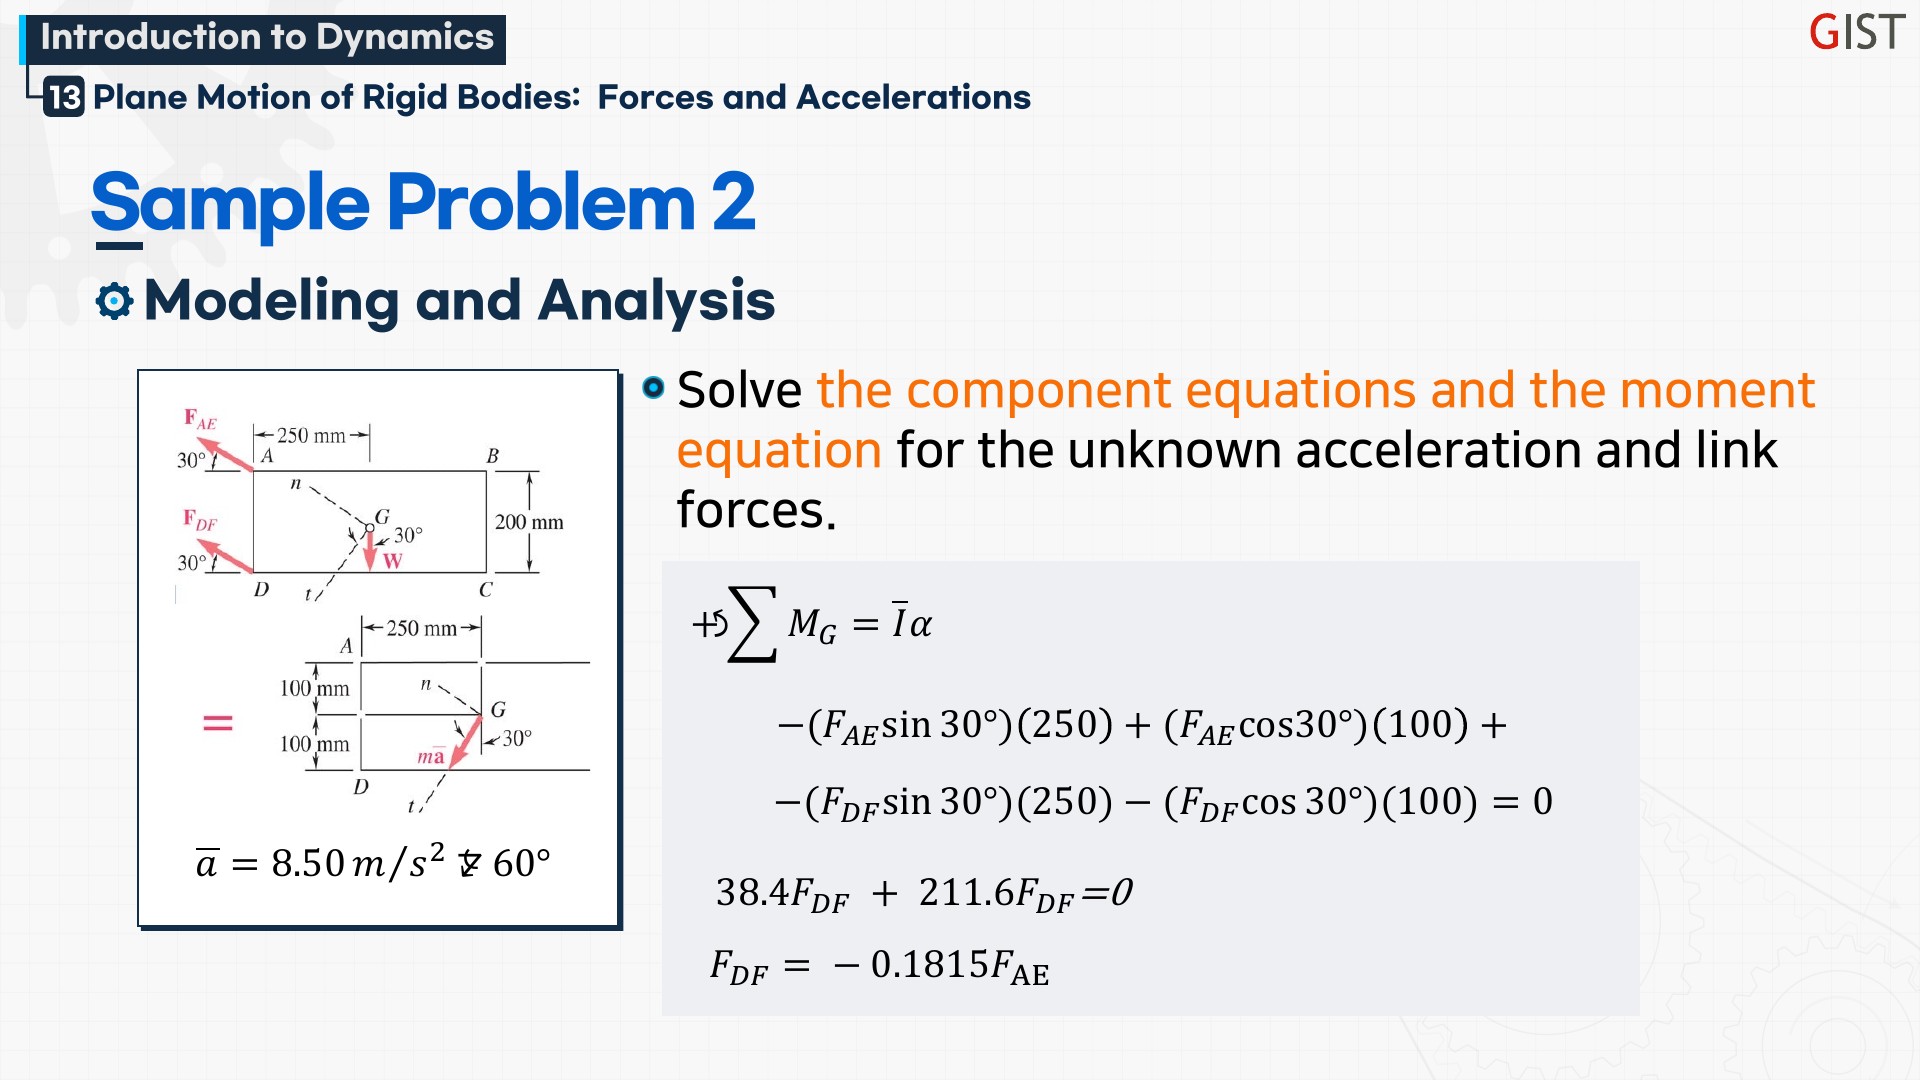 Introduction to Dynamics
GIST
13 Plane Motion of Rigid Bodies: Forces and Accelerations
Sample Problem 2
Modeling and Analysis
F_AE
250 mm
30°
A
B
n
F_DF
G
30°
200 mm
30°
W
D
t
C
250 mm
A
100 mm
n
=
G
100 mm
30°
mā
D
t
a̅ = 8.50 m/s² 60°
Solve the component equations and the moment
equation for the unknown acceleration and link
forces.
+↺∑ M_G = I̅α
−(F_AE sin 30°)(250) + (F_AE cos30°)(100) +
−(F_DF sin 30°)(250) − (F_DF cos 30°)(100) = 0
38.4F_DF + 211.6F_DF=0
F_DF = − 0.1815F_AE